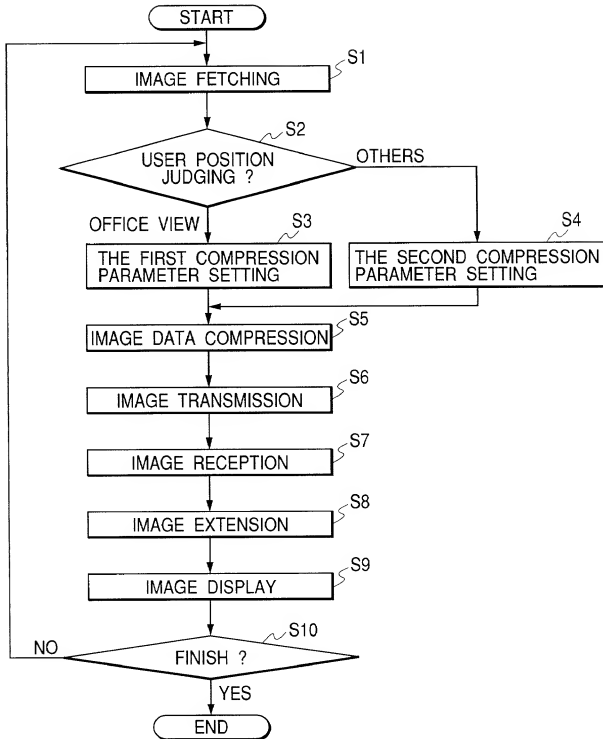 START
S1
IMAGE FETCHING
S2
USER POSITION
JUDGING ?
OTHERS
OFFICE VIEW
S3
THE FIRST COMPRESSION
PARAMETER SETTING
S4
THE SECOND COMPRESSION
PARAMETER SETTING
S5
IMAGE DATA COMPRESSION
S6
IMAGE TRANSMISSION
S7
IMAGE RECEPTION
S8
IMAGE EXTENSION
S9
IMAGE DISPLAY
S10
NO
FINISH ?
YES
END